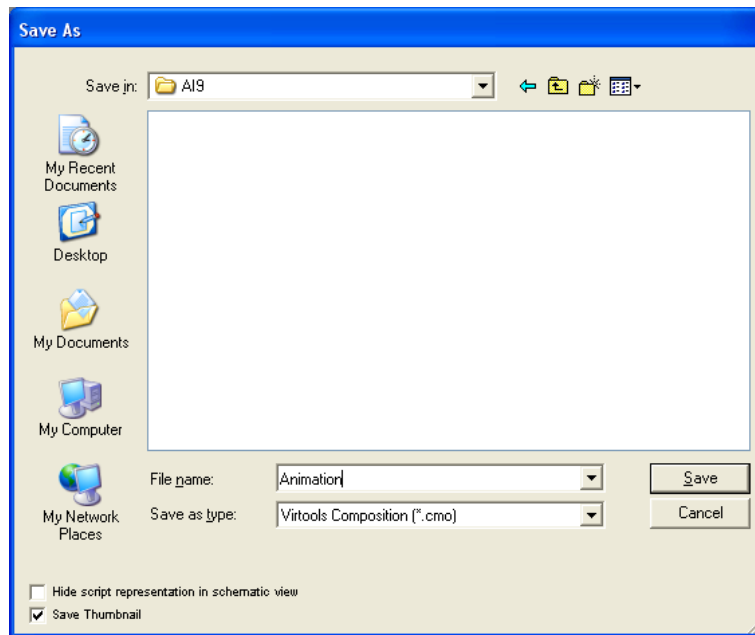 Save As
Save in:
AI9
My Recent
Documents
Desktop
My Documents
My Computer
My Network
Places
File name:
Animation
Save
Save as type:
Virtools Composition (*.cmo)
Cancel
Hide script representation in schematic view
Save Thumbnail